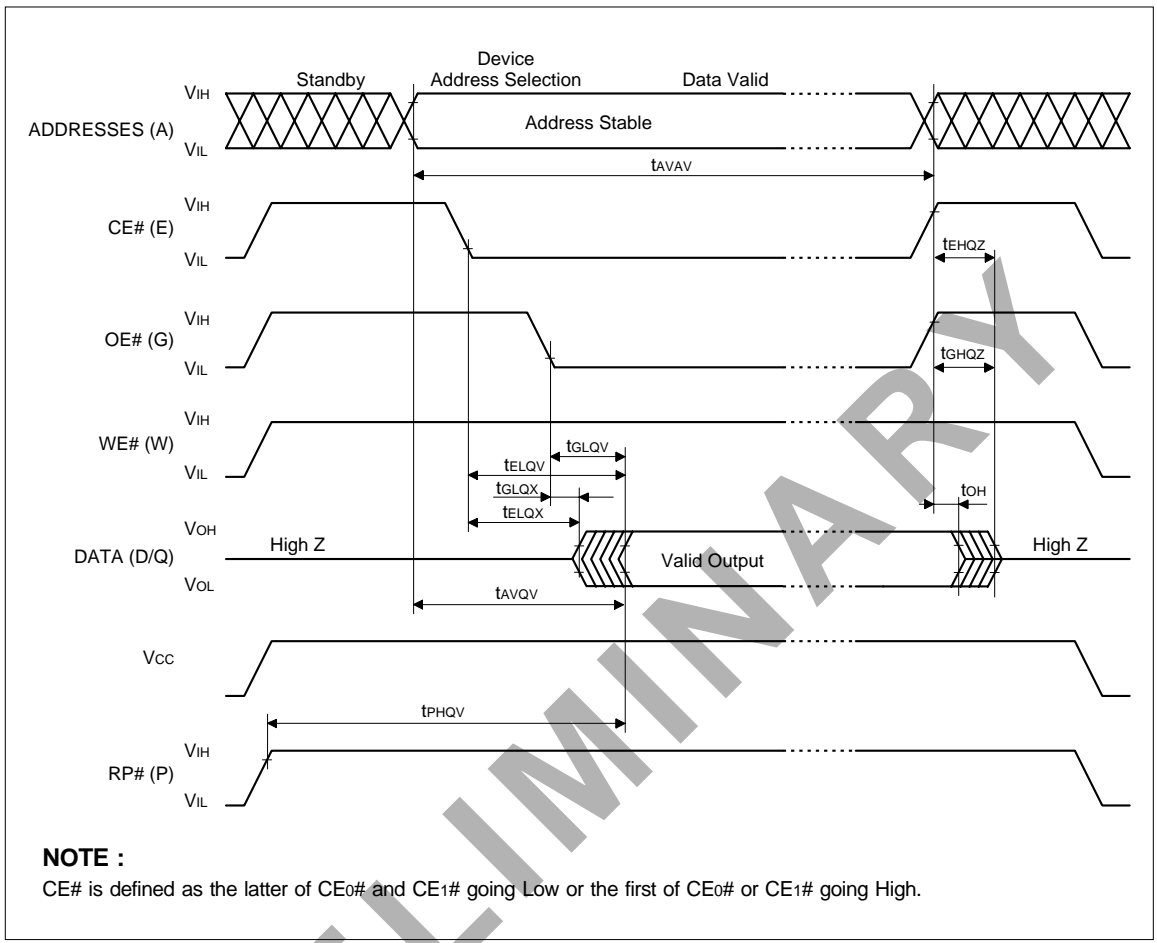 Device
Standby Address Selection Data Valid
VIH
ADDRESSES (A) Address Stable
VIL
tAVAV
VIH
CE# (E)
VIL tEHQZ
VIH
OE# (G)
VIL tGHQZ
VIH
WE# (W) tGLQV
VIL tELQV
tGLQX tOH
tELQX
VOH
High Z High Z
DATA (D/Q) Valid Output
VOL
tAVQV
VCC
tPHQV
VIH
RP# (P)
VIL
NOTE :
CE# is defined as the latter of CE0# and CE1# going Low or the first of CE0# or CE1# going High.
ELIMINARY